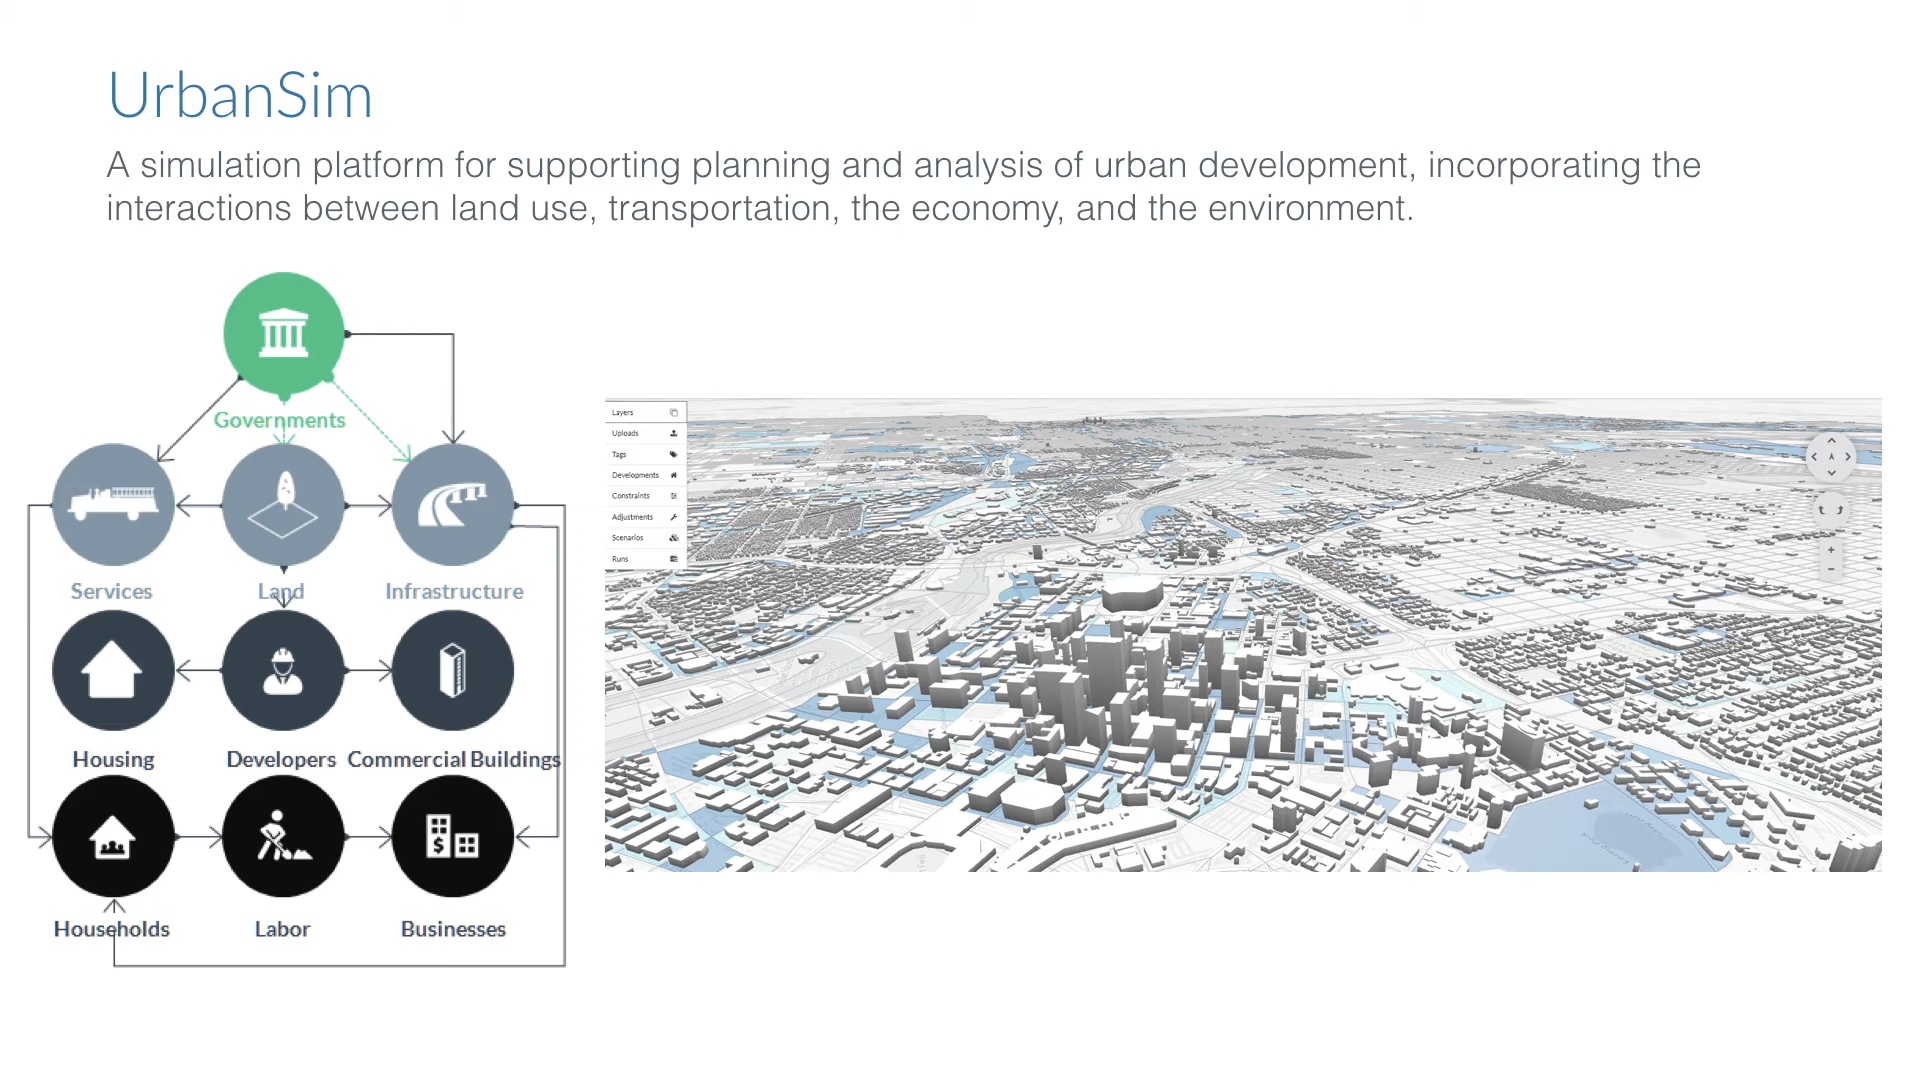 UrbanSim
A simulation platform for supporting planning and analysis of urban development, incorporating the
interactions between land use, transportation, the economy, and the environment.
Governments
Services
Land
Infrastructure
Housing
Developers
Commercial Buildings
Households
Labor
Businesses
Layers
Uploads
Tags
Developments
Constraints
Adjustments
Scenarios
Runs